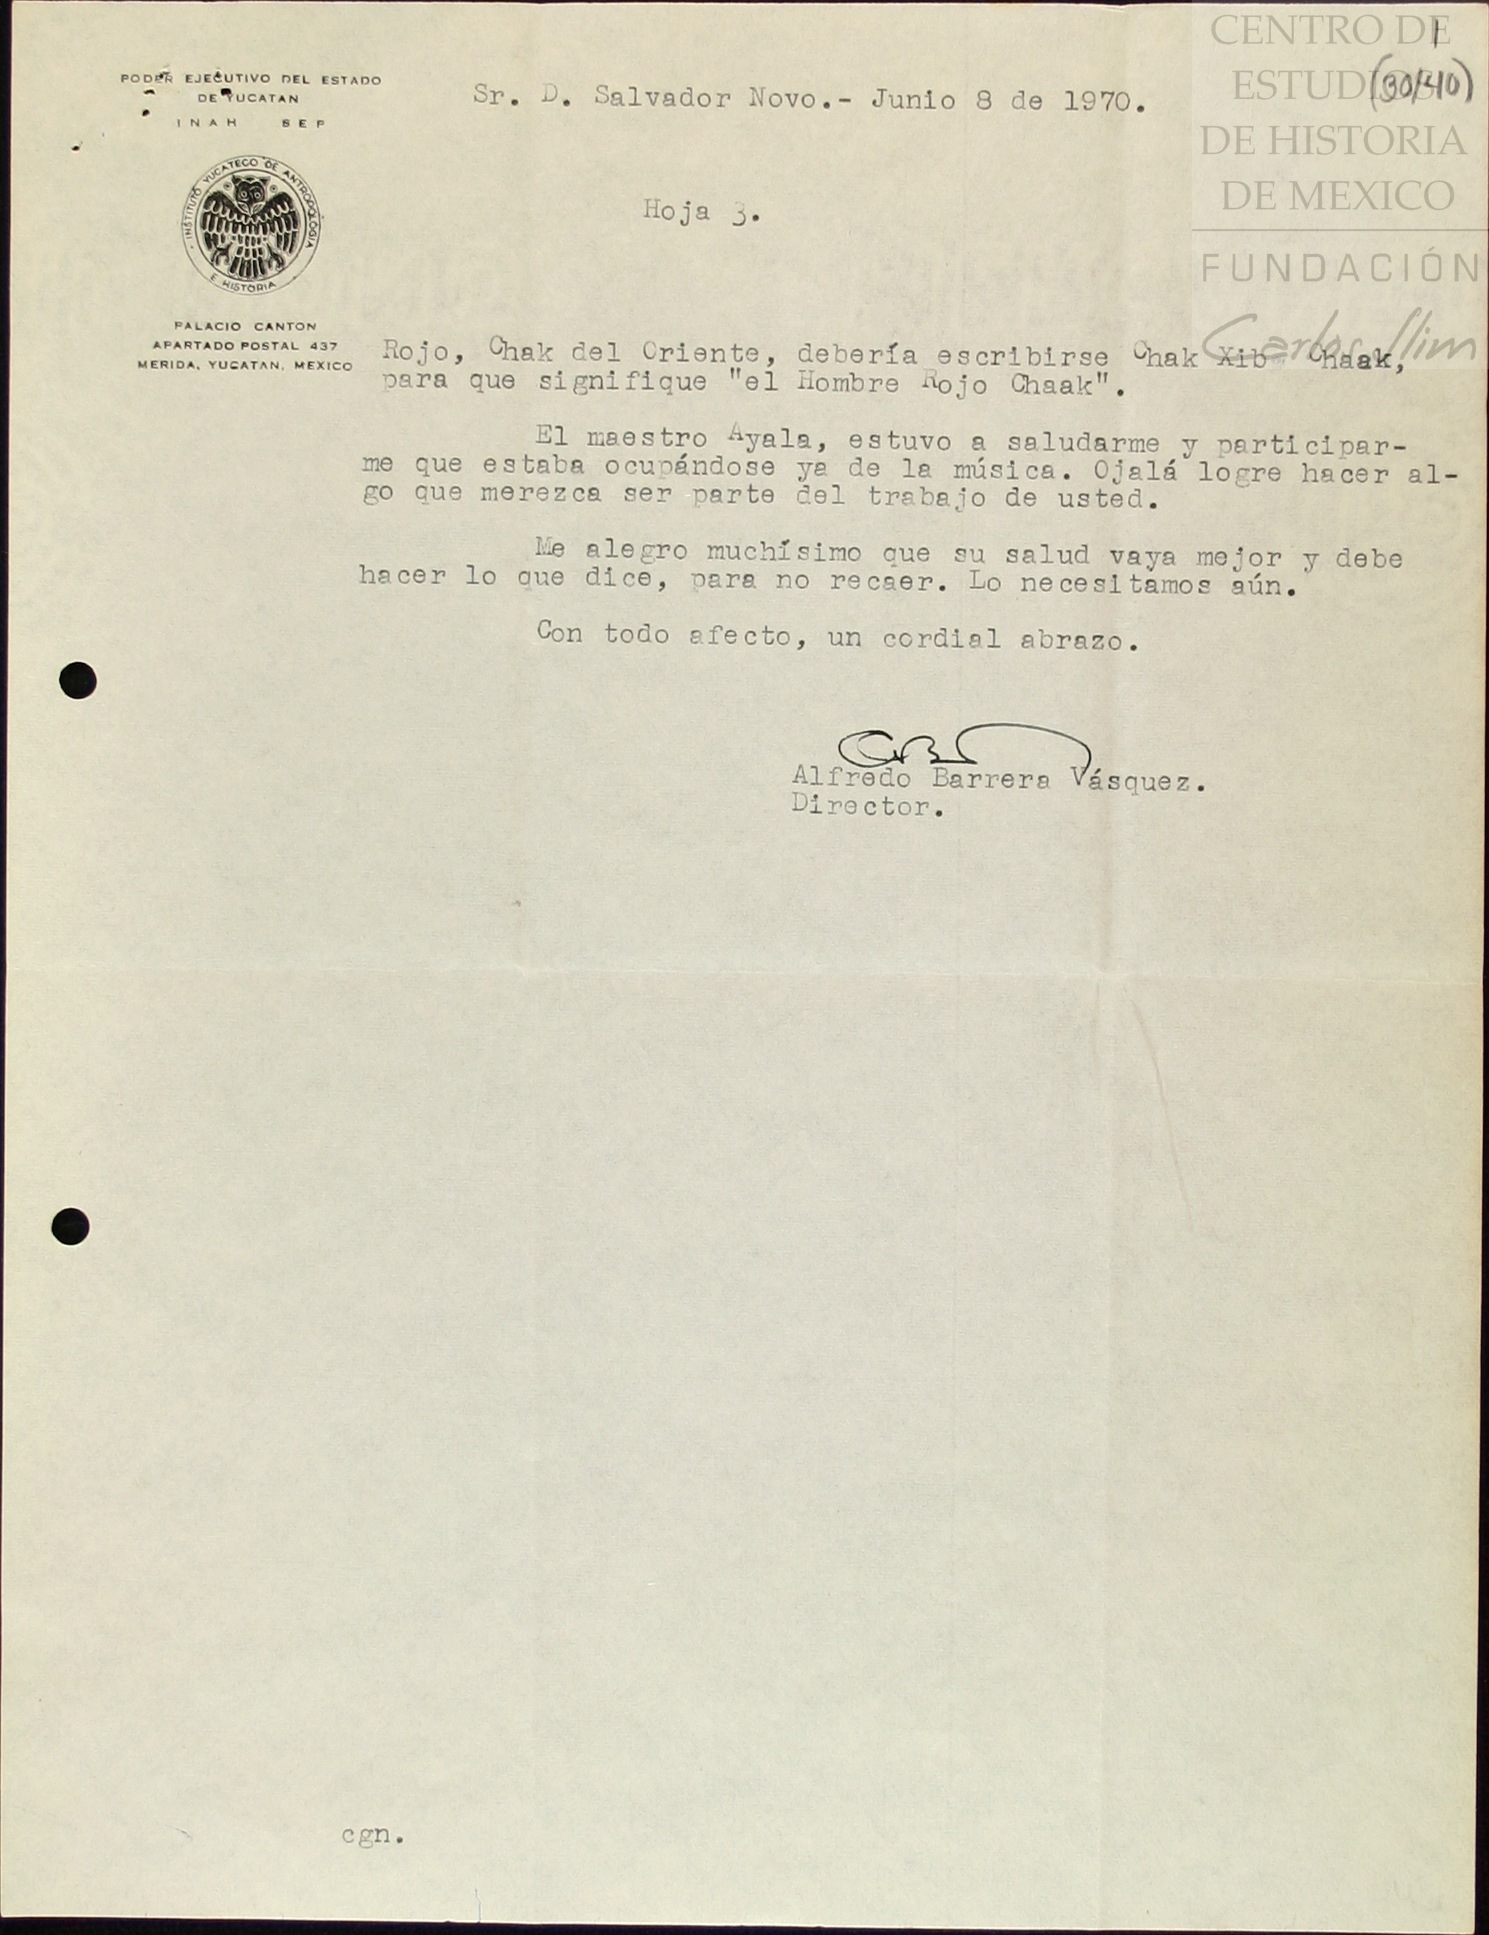 CENTRO DE
ESTUDIOS
DE HISTORIA
DE MEXICO
FUNDACIÓN
Carlos Slim
(30/40)
PODER EJECUTIVO DEL ESTADO
DE YUCATAN
INAH SEP
INSTITUTO YUCATECO DE ANTROPOLOGIA
E HISTORIA
PALACIO CANTON
APARTADO POSTAL 437
MERIDA, YUCATAN, MEXICO
Sr. D. Salvador Novo.- Junio 8 de 1970.
Hoja 3.
Rojo, Chak del Oriente, debería escribirse Chak Xib Chaak,
para que signifique "el Hombre Rojo Chaak".
El maestro Ayala, estuvo a saludarme y participar-
me que estaba ocupándose ya de la música. Ojalá logre hacer al-
go que merezca ser parte del trabajo de usted.
Me alegro muchísimo que su salud vaya mejor y debe
hacer lo que dice, para no recaer. Lo necesitamos aún.
Con todo afecto, un cordial abrazo.
Alfredo Barrera Vásquez.
Director.
cgn.